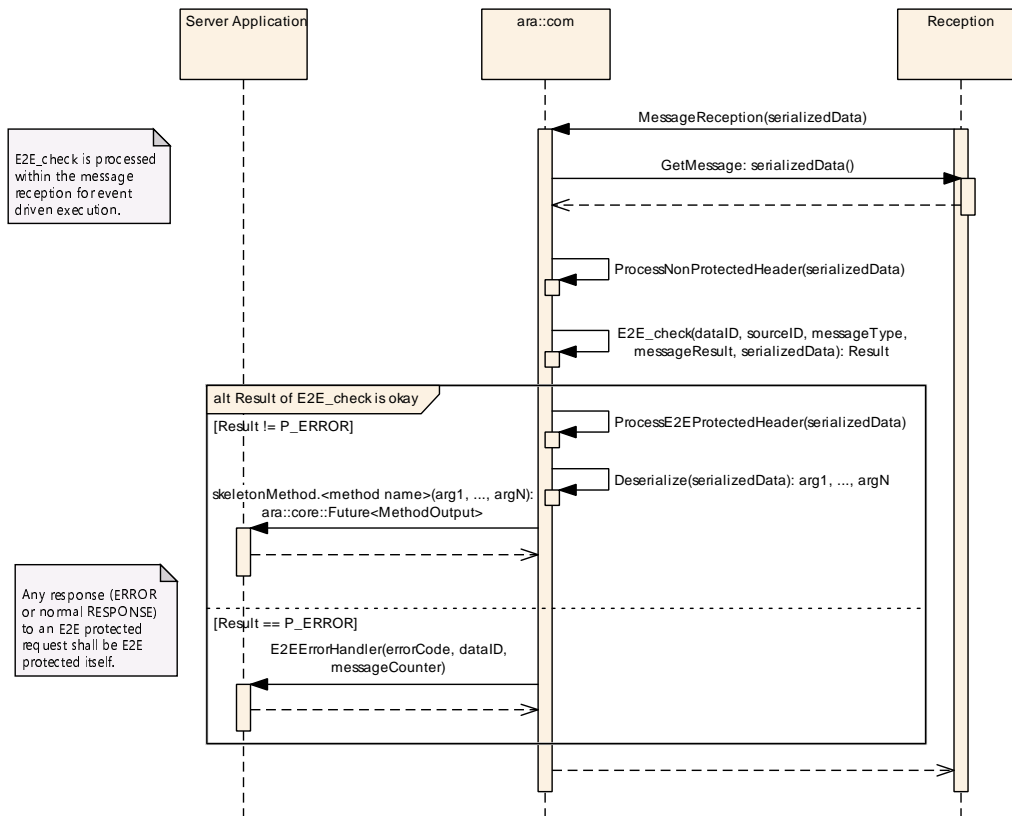 Server Application
ara::com
Reception
MessageReception(serializedData)
E2E_check is processed
within the message
reception for event
driven execution.
GetMessage: serializedData()
ProcessNonProtectedHeader(serializedData)
E2E_check(dataID, sourceID, messageType,
messageResult, serializedData): Result
alt Result of E2E_check is okay
[Result != P_ERROR]
ProcessE2EProtectedHeader(serializedData)
Deserialize(serializedData): arg1, ..., argN
skeletonMethod.<method name>(arg1, ..., argN):
ara::core::Future<MethodOutput>
Any response (ERROR
or normal RESPONSE)
to an E2E protected
request shall be E2E
protected itself.
[Result == P_ERROR]
E2EErrorHandler(errorCode, dataID,
messageCounter)